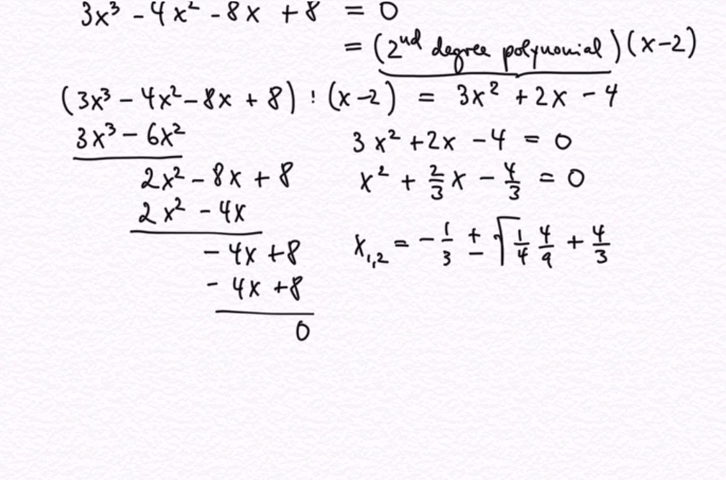 3x³ - 4x² - 8x + 8 = 0
= (2nd degree polynomial)(x-2)
(3x³ - 4x² - 8x + 8) : (x-2) = 3x² + 2x - 4
3x³ - 6x²
2x² - 8x + 8
2x² - 4x
- 4x + 8
- 4x + 8
0
3x² + 2x - 4 = 0
x² + 2/3 x - 4/3 = 0
x₁,₂ = - 1/3 ± √ 1/4 4/9 + 4/3